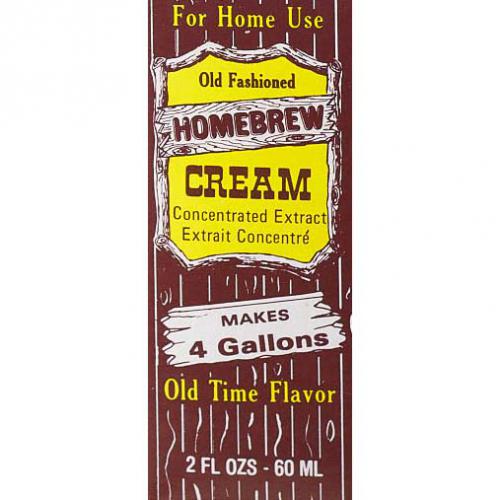 For Home Use
Old Fashioned
HOMEBREW
CREAM
Concentrated Extract
Extrait Concentré
MAKES
4 Gallons
Old Time Flavor
2 FL OZS - 60 ML